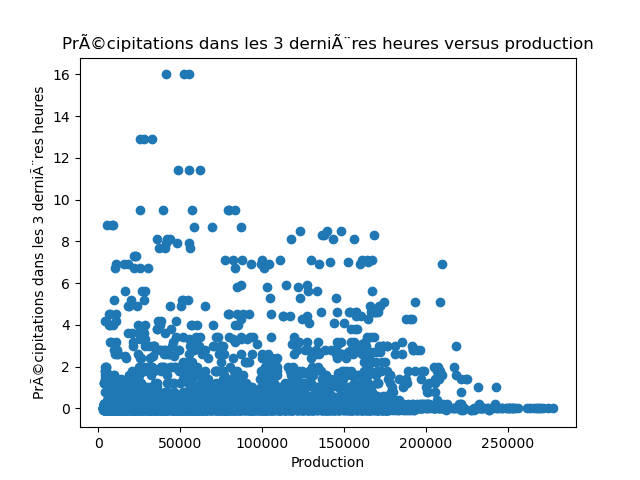 PrÃ©cipitations dans les 3 derniÃ¨res heures versus production
PrÃ©cipitations dans les 3 derniÃ¨res heures
16
14
12
10
8
6
4
2
0
0 50000 100000 150000 200000 250000
Production